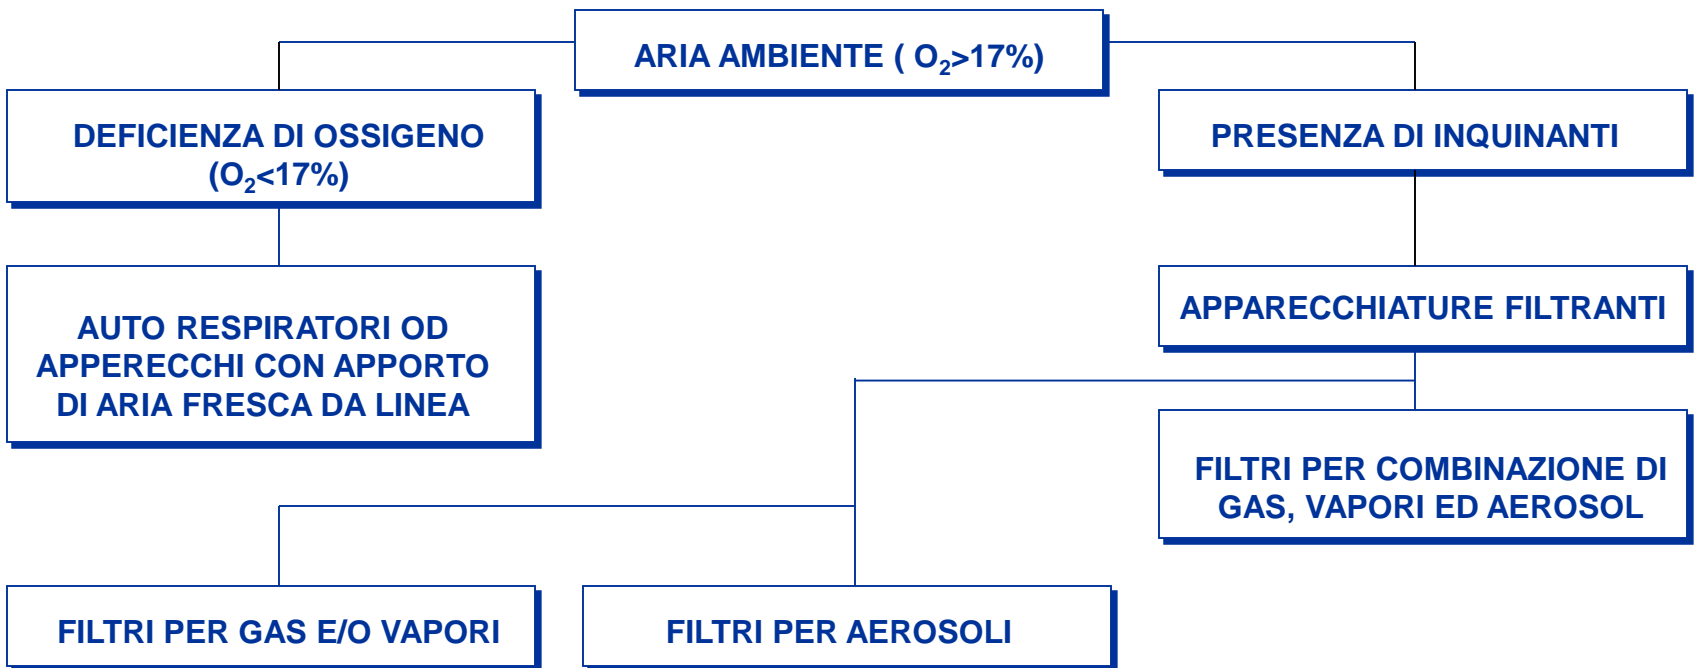 ARIA AMBIENTE ( O₂>17%)
DEFICIENZA DI OSSIGENO
(O₂<17%)
PRESENZA DI INQUINANTI
AUTO RESPIRATORI OD
APPERECCHI CON APPORTO
DI ARIA FRESCA DA LINEA
APPARECCHIATURE FILTRANTI
FILTRI PER COMBINAZIONE DI
GAS, VAPORI ED AEROSOL
FILTRI PER GAS E/O VAPORI
FILTRI PER AEROSOLI